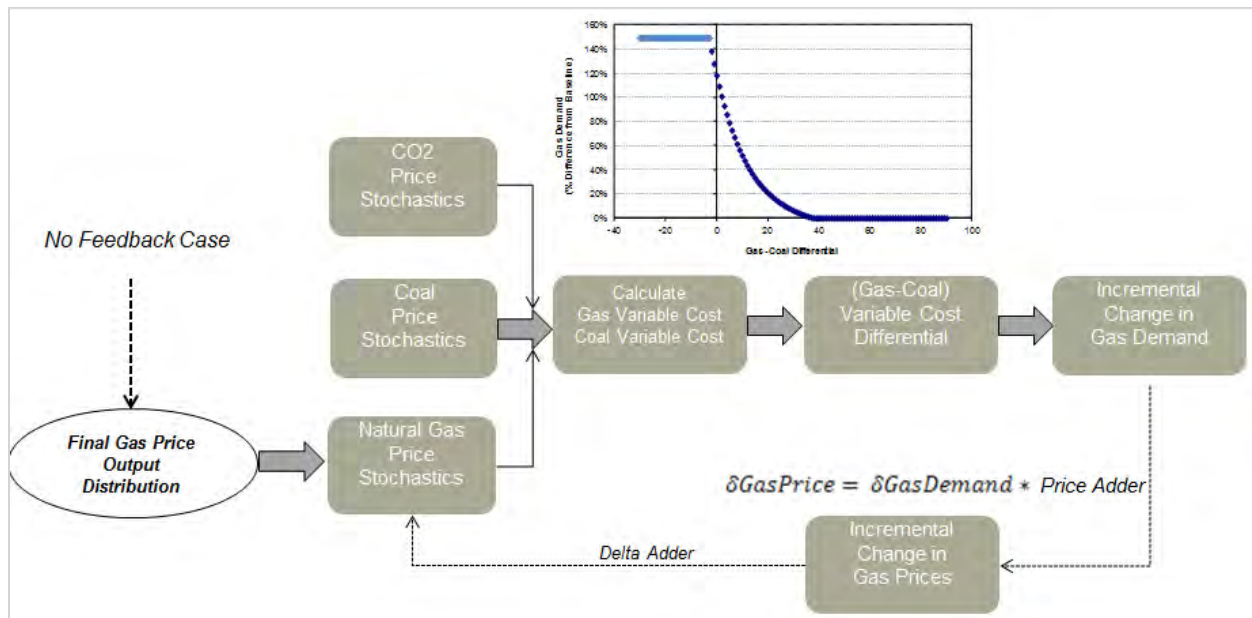 160%
140%
120%
100%
80%
60%
40%
20%
0%
Gas Demand
(% Difference from Baseline)
-40
-20
0
20
40
60
80
100
Gas-Coal Differential
CO2
Price
Stochastics
No Feedback Case
Coal
Price
Stochastics
Calculate
Gas Variable Cost
Coal Variable Cost
(Gas-Coal)
Variable Cost
Differential
Incremental
Change in
Gas Demand
Final Gas Price
Output
Distribution
Natural Gas
Price
Stochastics
δGasPrice = δGasDemand * Price Adder
Delta Adder
Incremental
Change in
Gas Prices